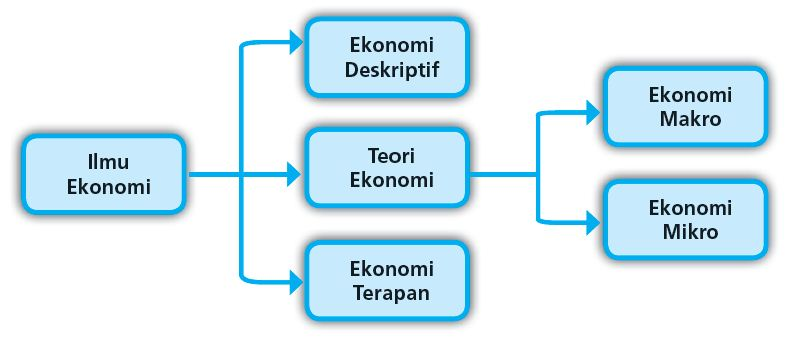 Ilmu
Ekonomi
Ekonomi
Deskriptif
Teori
Ekonomi
Ekonomi
Terapan
Ekonomi
Makro
Ekonomi
Mikro